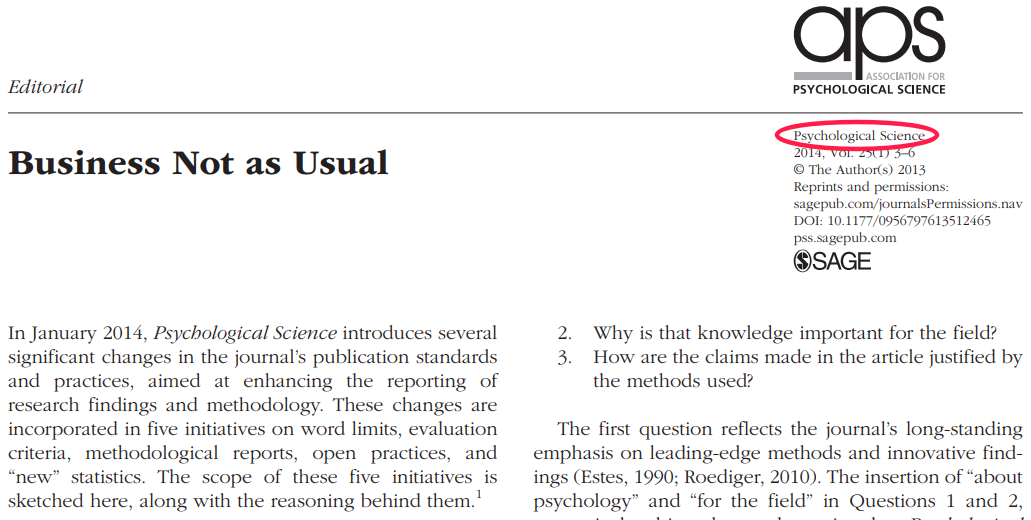 aps
ASSOCIATION FOR
PSYCHOLOGICAL SCIENCE
Editorial
Business Not as Usual
Psychological Science
2014, Vol. 25(1) 3–6
© The Author(s) 2013
Reprints and permissions:
sagepub.com/journalsPermissions.nav
DOI: 10.1177/0956797613512465
pss.sagepub.com
SAGE
In January 2014, Psychological Science introduces several
significant changes in the journal’s publication standards
and practices, aimed at enhancing the reporting of
research findings and methodology. These changes are
incorporated in five initiatives on word limits, evaluation
criteria, methodological reports, open practices, and
“new” statistics. The scope of these five initiatives is
sketched here, along with the reasoning behind them.1
2. Why is that knowledge important for the field?
3. How are the claims made in the article justified by
the methods used?
The first question reflects the journal’s long-standing
emphasis on leading-edge methods and innovative find-
ings (Estes, 1990; Roediger, 2010). The insertion of “about
psychology” and “for the field” in Questions 1 and 2,